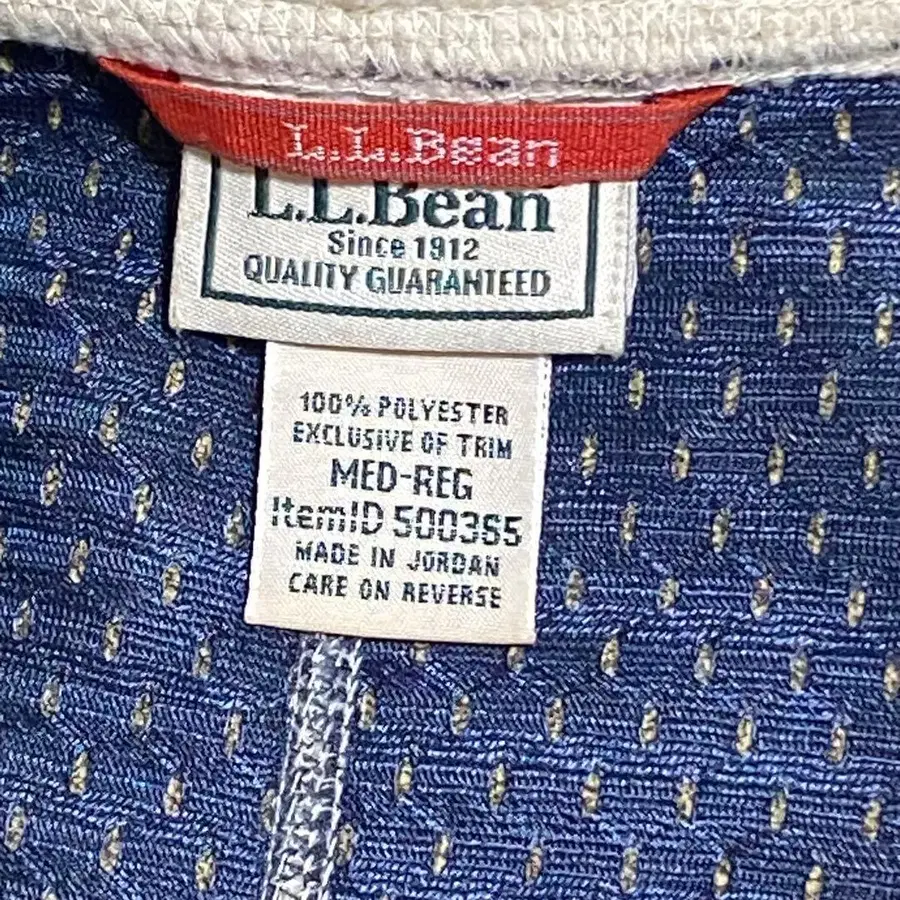 L.L.Bean
L.L.Bean
Since 1912
QUALITY GUARANTEED
100% POLYESTER
EXCLUSIVE OF TRIM
MED-REG
ItemID 500365
MADE IN JORDAN
CARE ON REVERSE